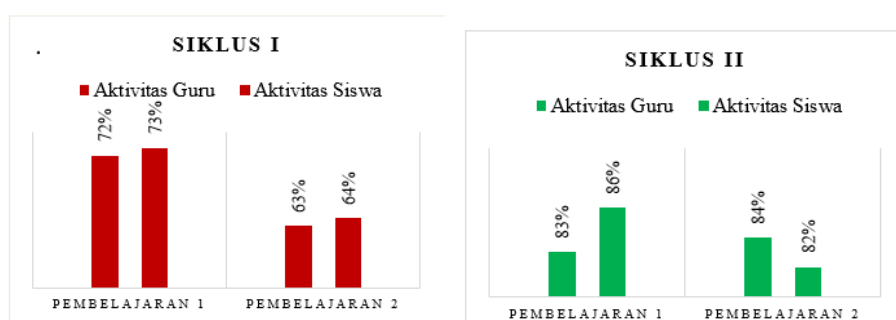 SIKLUS I
Aktivitas Guru Aktivitas Siswa
72% 73% 63% 64%
PEMBELAJARAN 1 PEMBELAJARAN 2
SIKLUS II
Aktivitas Guru Aktivitas Siswa
83% 86% 84% 82%
PEMBELAJARAN 1 PEMBELAJARAN 2